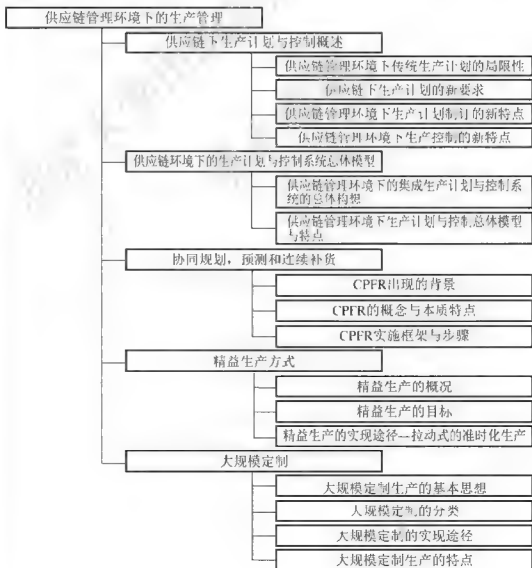 供应链管理环境下的生产管理
供应链下生产计划与控制概述
供应链管理环境下传统生产计划的局限性
供应链下生产计划的新要求
供应链管理环境下生产计划制订的新特点
供应链管理环境下生产控制的新特点
供应链环境下的生产计划与控制系统总体模型
供应链管理环境下的集成生产计划与控制系
统的总体构想
供应链管理环境下生产计划与控制总体模型
与特点
协同规划，预测和连续补货
CPFR出现的背景
CPFR的概念与本质特点
CPFR实施框架与步骤
精益生产方式
精益生产的概况
精益生产的目标
精益生产的实现途径—拉动式的准时化生产
大规模定制
大规模定制生产的基本思想
大规模定制的分类
大规模定制的实现途径
大规模定制生产的特点